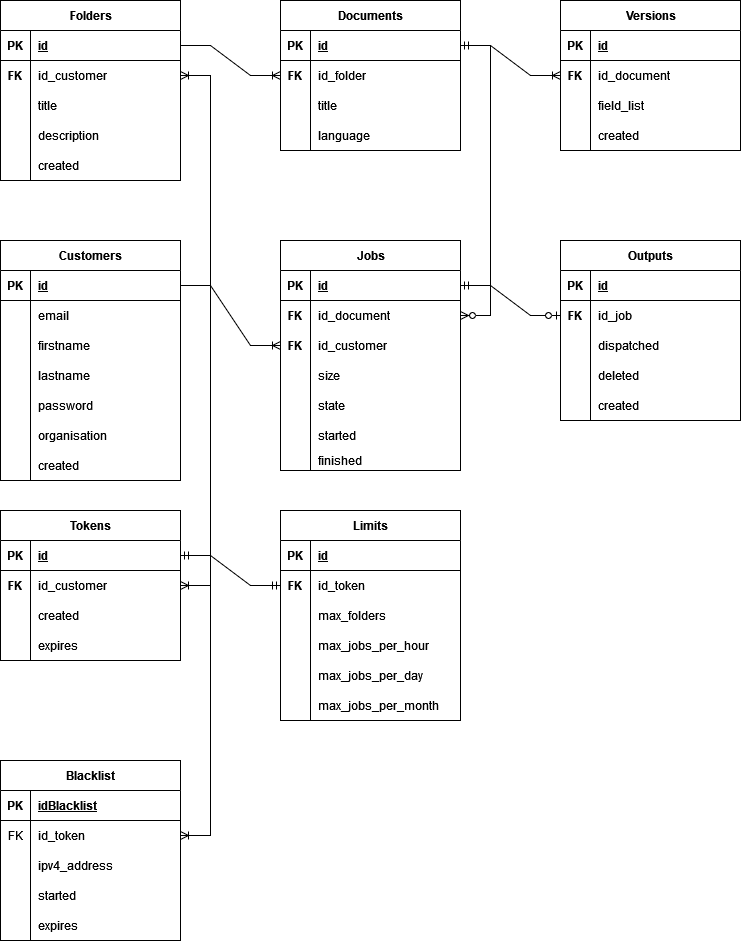 Folders
PK id
FK id_customer
title
description
created
Documents
PK id
FK id_folder
title
language
Versions
PK id
FK id_document
field_list
created
Customers
PK id
email
firstname
lastname
password
organisation
created
Jobs
PK id
FK id_document
FK id_customer
size
state
started
finished
Outputs
PK id
FK id_job
dispatched
deleted
created
Tokens
PK id
FK id_customer
created
expires
Limits
PK id
FK id_token
max_folders
max_jobs_per_hour
max_jobs_per_day
max_jobs_per_month
Blacklist
PK idBlacklist
FK id_token
ipv4_address
started
expires